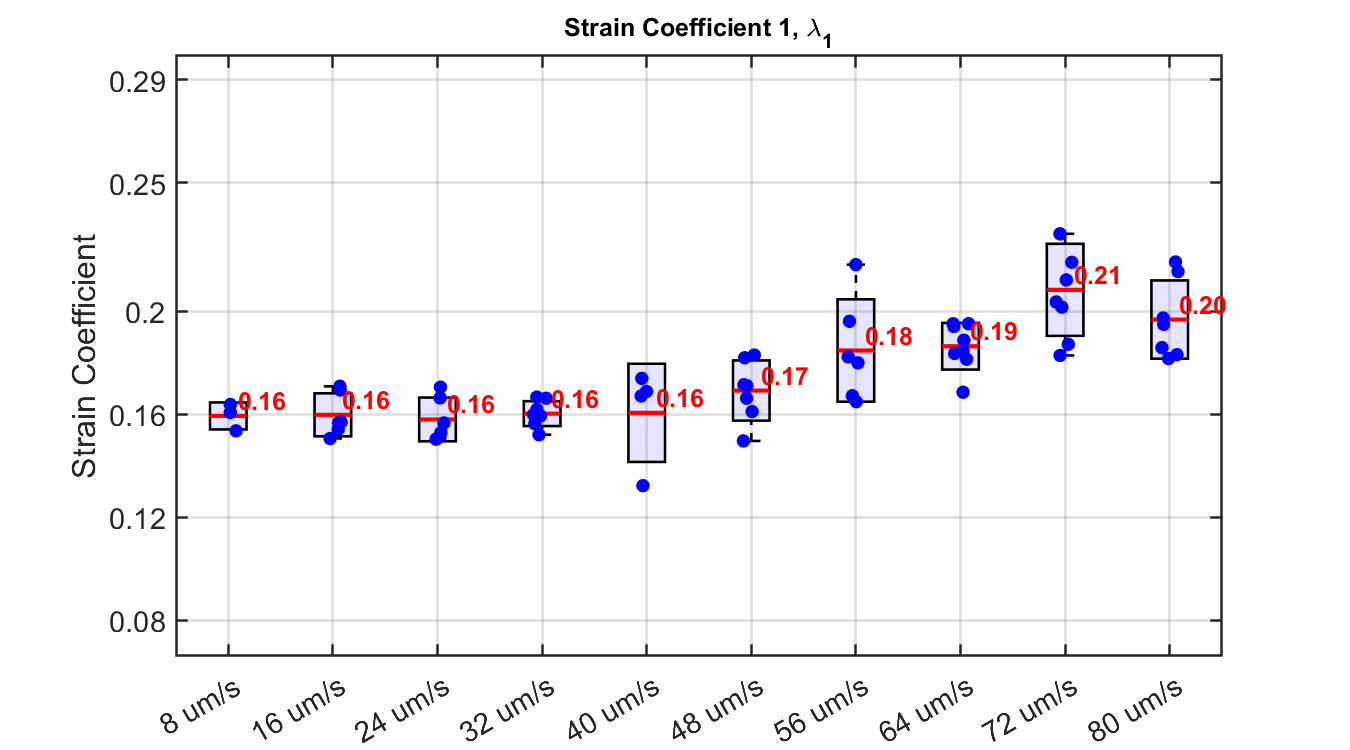 Strain Coefficient 1, λ₁
Strain Coefficient
0.29
0.25
0.2
0.16
0.12
0.08
0.16
0.16
0.16
0.16
0.16
0.17
0.18
0.19
0.21
0.20
8 um/s
16 um/s
24 um/s
32 um/s
40 um/s
48 um/s
56 um/s
64 um/s
72 um/s
80 um/s